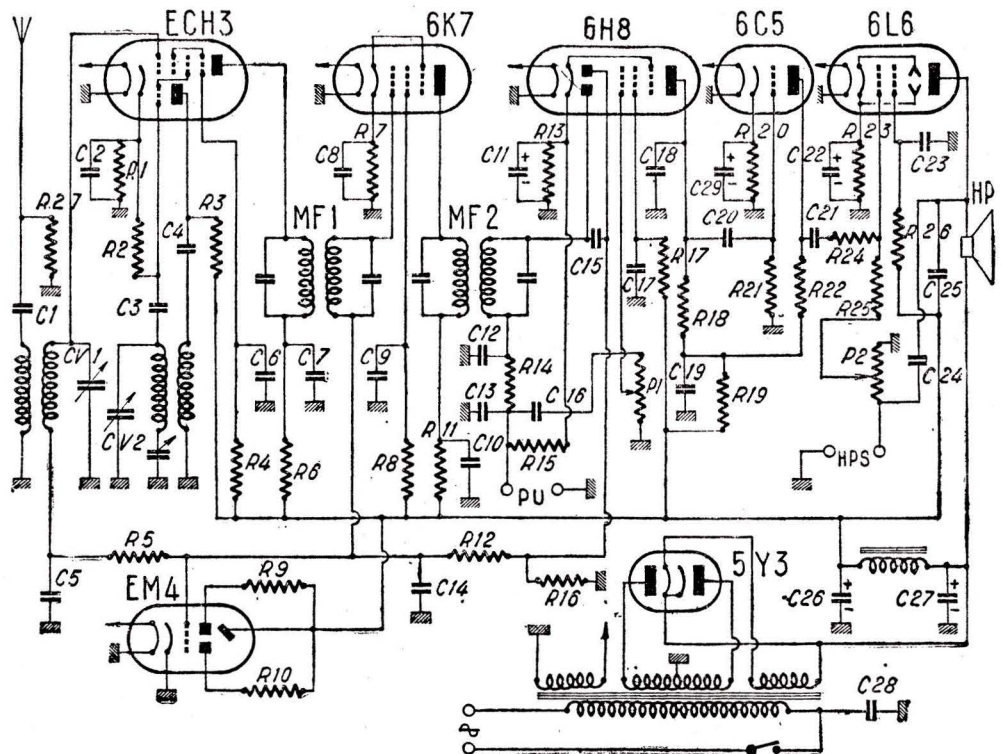 ECH3
6K7
6H8
6C5
6L6
R27
C2
R1
R2
C4
R3
C8
R7
C11
R13
C18
R20
C29
C22
R23
C23
HP
MF1
MF2
C15
C17
R17
C20
C21
R24
R26
C25
C1
C3
CV1
CV2
R18
R21
R22
R25
P2
C24
C6
C7
C9
C12
R14
C13
C16
P1
C19
R19
R4
R6
R8
R11
C10
R15
PU
HPS
R5
R12
R16
C5
R9
EM4
C14
R10
5Y3
C26
C27
C28